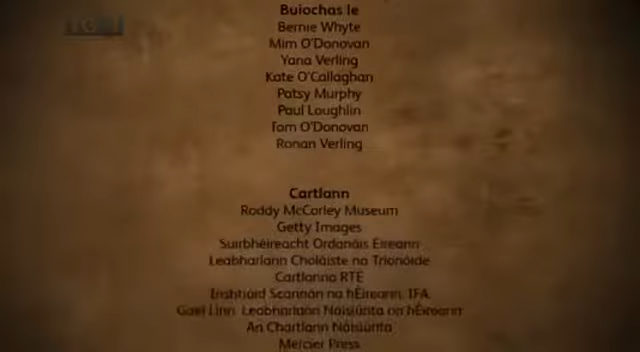 Buíochas le
Bernie Whyte
Mim O'Donovan
Yana Verling
Kate O'Callaghan
Patsy Murphy
Paul Loughlin
Tom O'Donovan
Ronan Verling
Cartlann
Roddy McCorley Museum
Getty Images
Suirbhéireacht Ordanáis Éireann
Leabharlann Choláiste na Tríonóide
Cartlanna RTÉ
Institiúid Scannán na hÉireann, IFA,
Gael Linn, Leabharlann Náisiúnta na hÉireann
An Chartlann Náisiúnta
Mercier Press